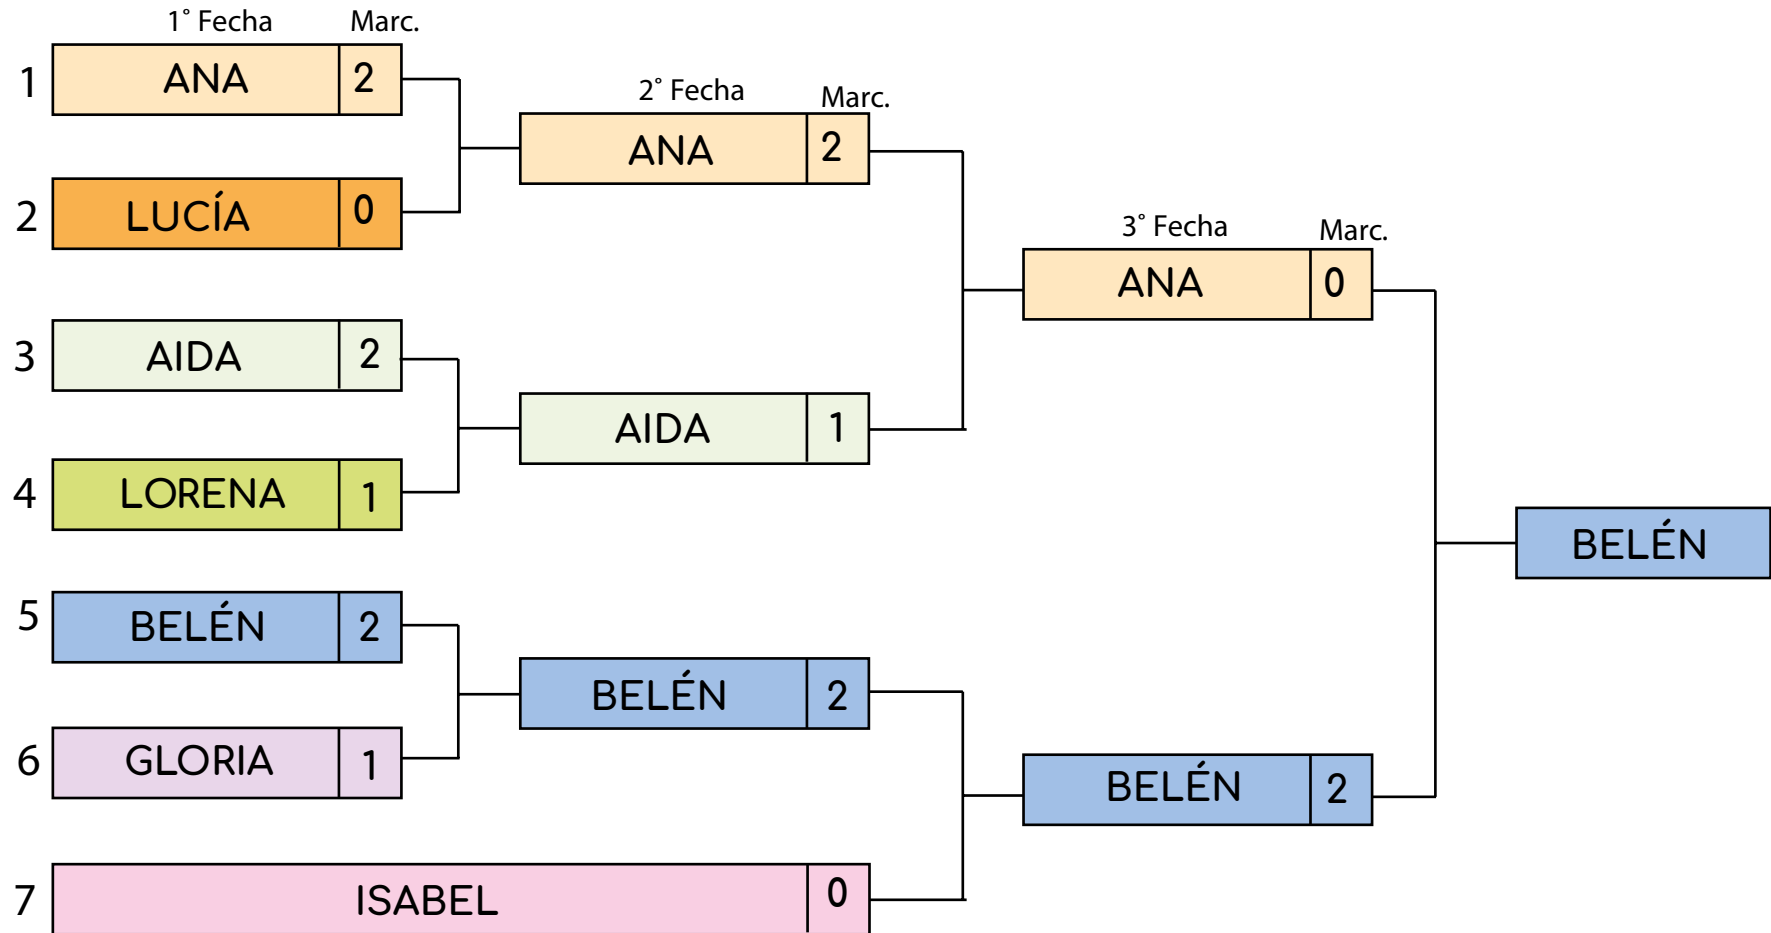 1° Fecha Marc.
1 ANA 2
2° Fecha Marc.
ANA 2
2 LUCÍA 0
3° Fecha Marc.
ANA 0
3 AIDA 2
AIDA 1
4 LORENA 1
BELÉN
5 BELÉN 2
BELÉN 2
6 GLORIA 1
BELÉN 2
7 ISABEL 0